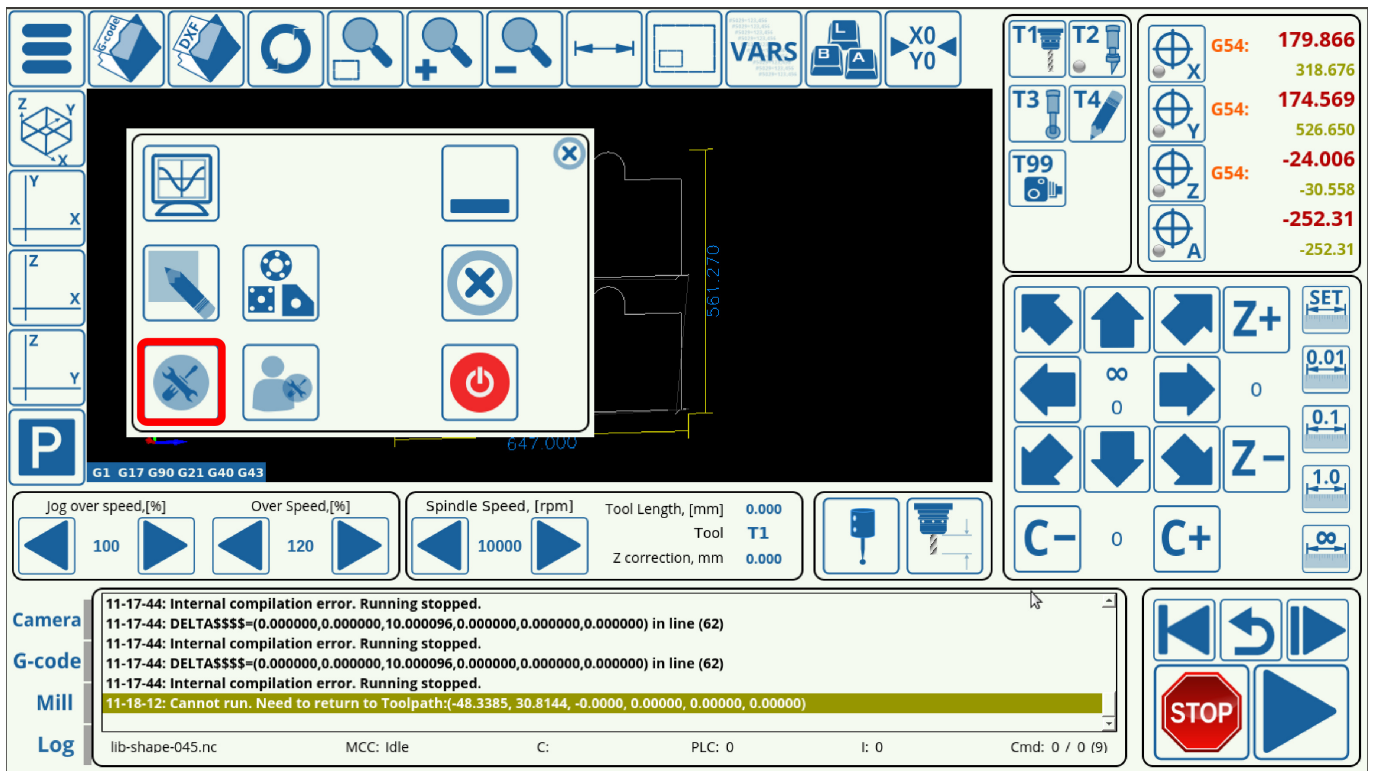 G-code
DXF
VARS
L
B
A
X0
Y0
T1
T2
T3
T4
T99
X
G54:
179.866
318.676
Y
G54:
174.569
526.650
Z
G54:
-24.006
-30.558
A
-252.31
-252.31
Z
Y
X
Y
X
Z
X
Z
Y
P
561.270
647.000
G1 G17 G90 G21 G40 G43
Z+
∞
0
0
Z−
C−
0
C+
SET
0.01
0.1
1.0
∞
Jog over speed,[%]
100
Over Speed,[%]
120
Spindle Speed, [rpm]
10000
Tool Length, [mm] 0.000
Tool T1
Z correction, mm 0.000
Camera
G-code
Mill
Log
11-17-44: Internal compilation error. Running stopped.
11-17-44: DELTA$$$$=(0.000000,0.000000,10.000096,0.000000,0.000000,0.000000) in line (62)
11-17-44: Internal compilation error. Running stopped.
11-17-44: DELTA$$$$=(0.000000,0.000000,10.000096,0.000000,0.000000,0.000000) in line (62)
11-17-44: Internal compilation error. Running stopped.
11-18-12: Cannot run. Need to return to Toolpath:(-48.3385, 30.8144, -0.0000, 0.00000, 0.00000, 0.00000)
lib-shape-045.nc MCC: Idle C: PLC: 0 I: 0 Cmd: 0 / 0 (9)
STOP